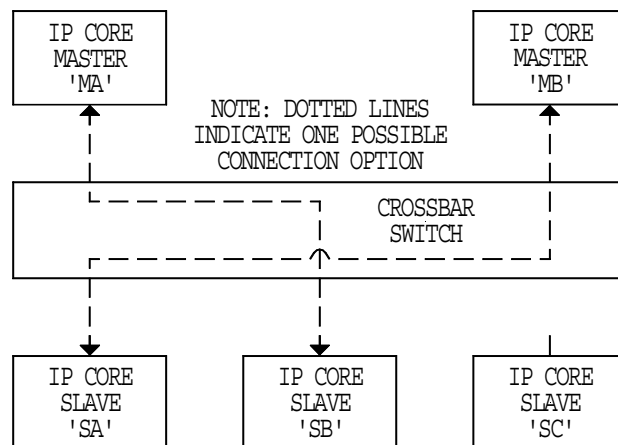 IP CORE
MASTER
'MA'
IP CORE
MASTER
'MB'
NOTE: DOTTED LINES
INDICATE ONE POSSIBLE
CONNECTION OPTION
CROSSBAR
SWITCH
IP CORE
SLAVE
'SA'
IP CORE
SLAVE
'SB'
IP CORE
SLAVE
'SC'